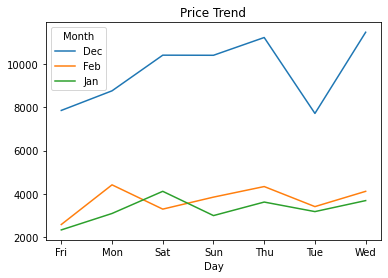 Price Trend
Month
Dec
Feb
Jan
10000
8000
6000
4000
2000
Fri Mon Sat Sun Thu Tue Wed
Day